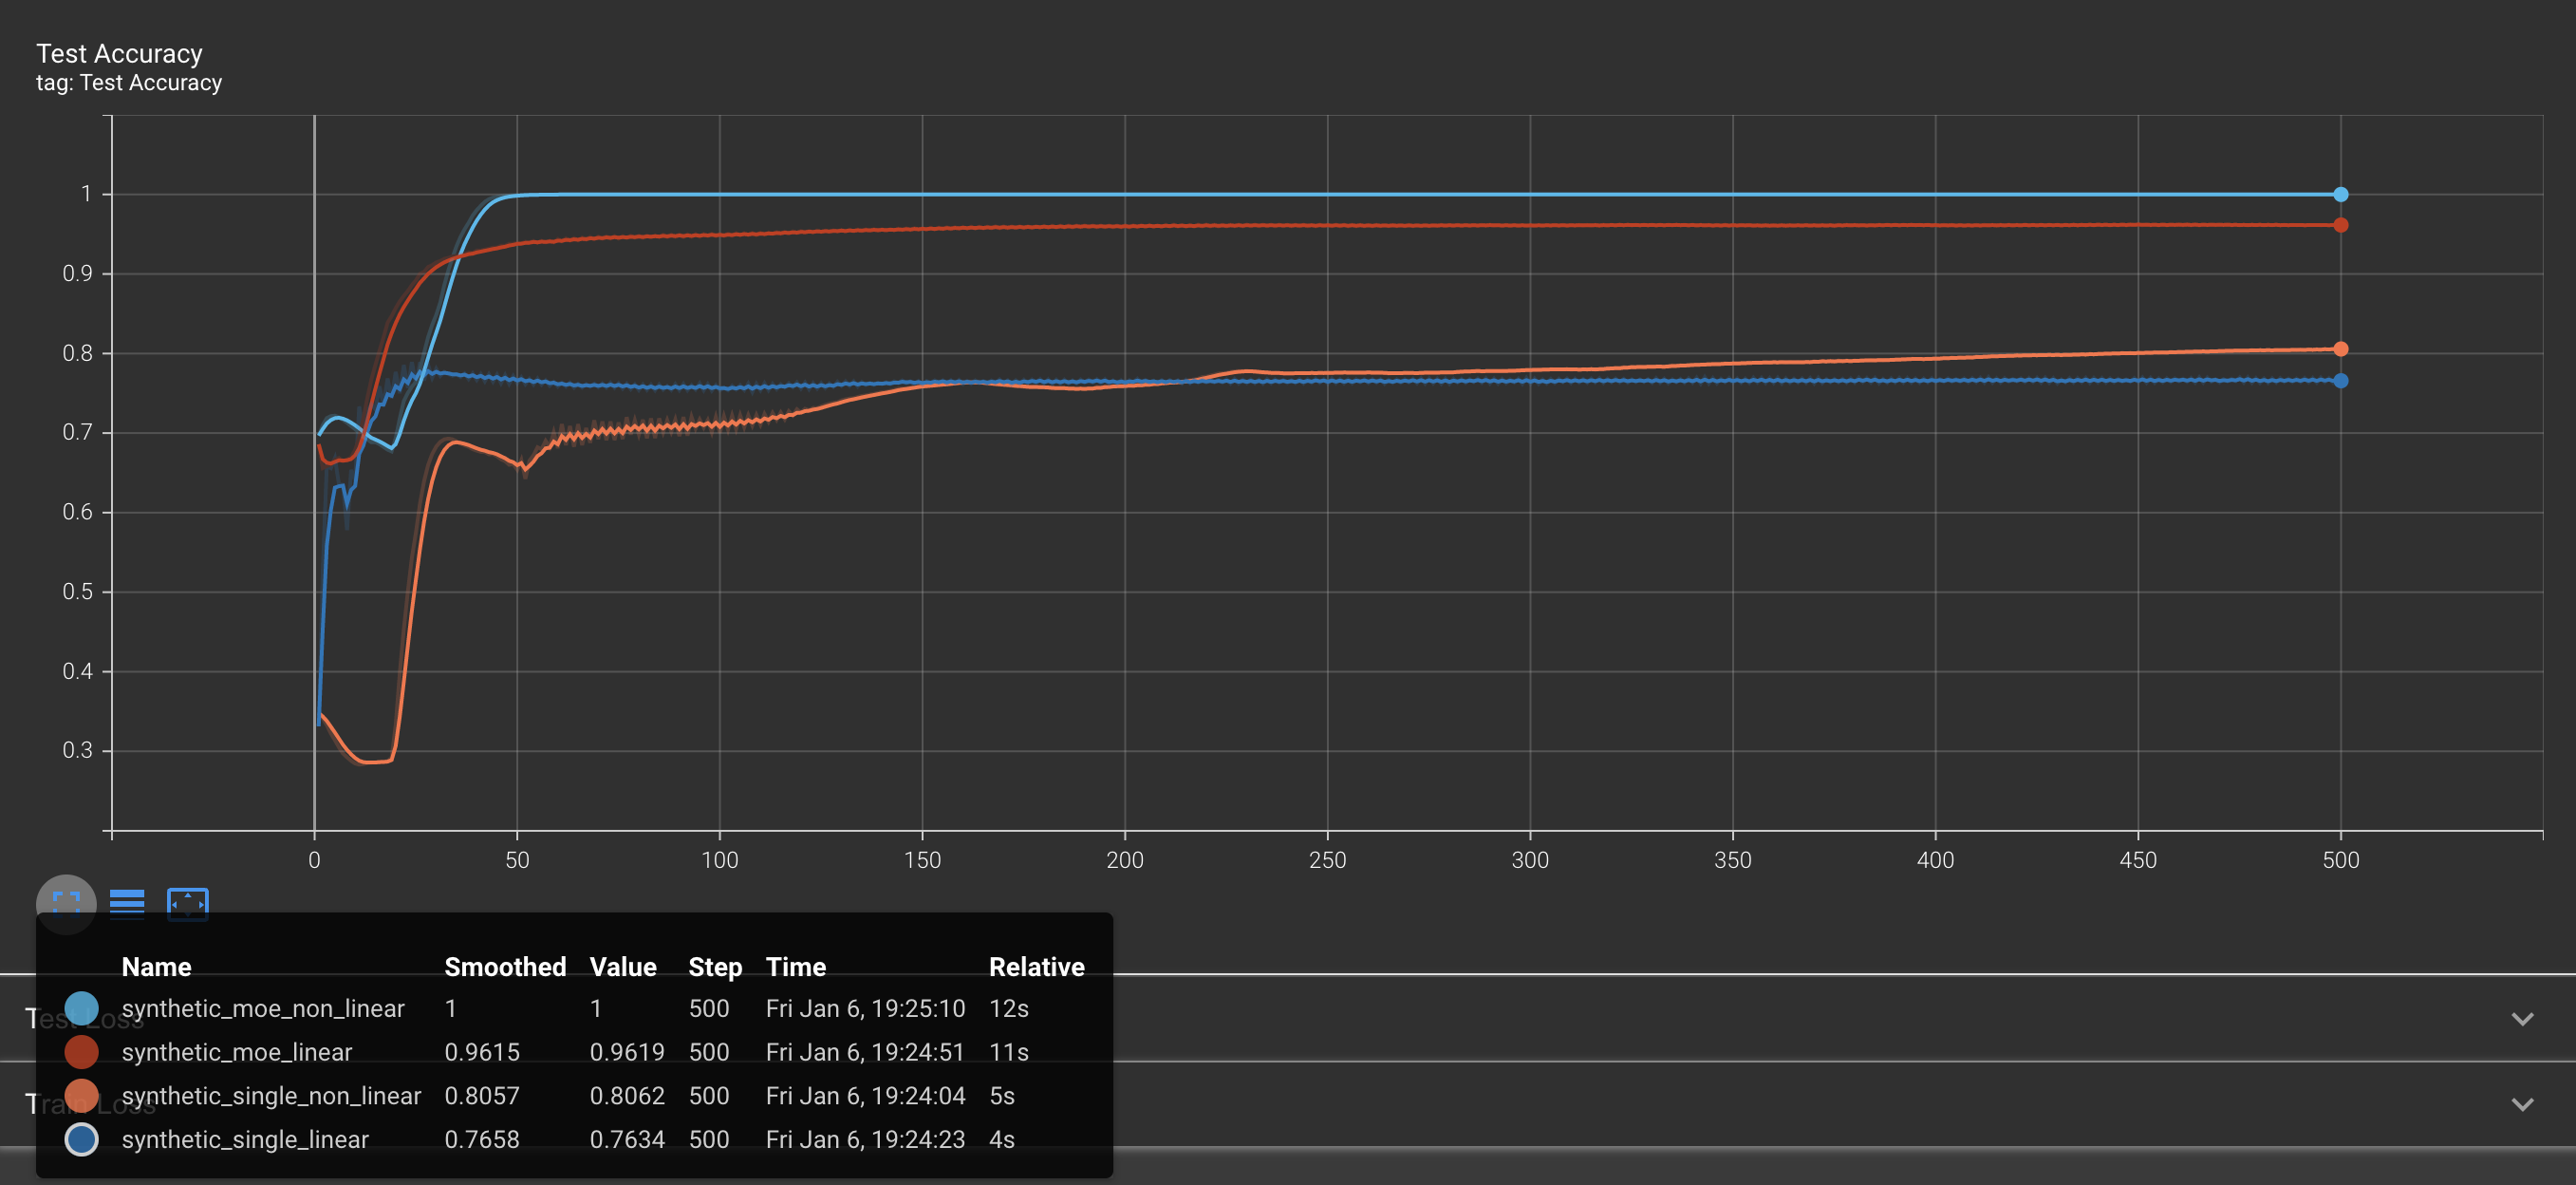 Test Accuracy
tag: Test Accuracy
1
0.9
0.8
0.7
0.6
0.5
0.4
0.3
0 50 100 150 200 250 300 350 400 450 500
Name Smoothed Value Step Time Relative
synthetic_moe_non_linear 1 1 500 Fri Jan 6, 19:25:10 12s
Test Loss
synthetic_moe_linear 0.9615 0.9619 500 Fri Jan 6, 19:24:51 11s
synthetic_single_non_linear 0.8057 0.8062 500 Fri Jan 6, 19:24:04 5s
Train Loss
synthetic_single_linear 0.7658 0.7634 500 Fri Jan 6, 19:24:23 4s